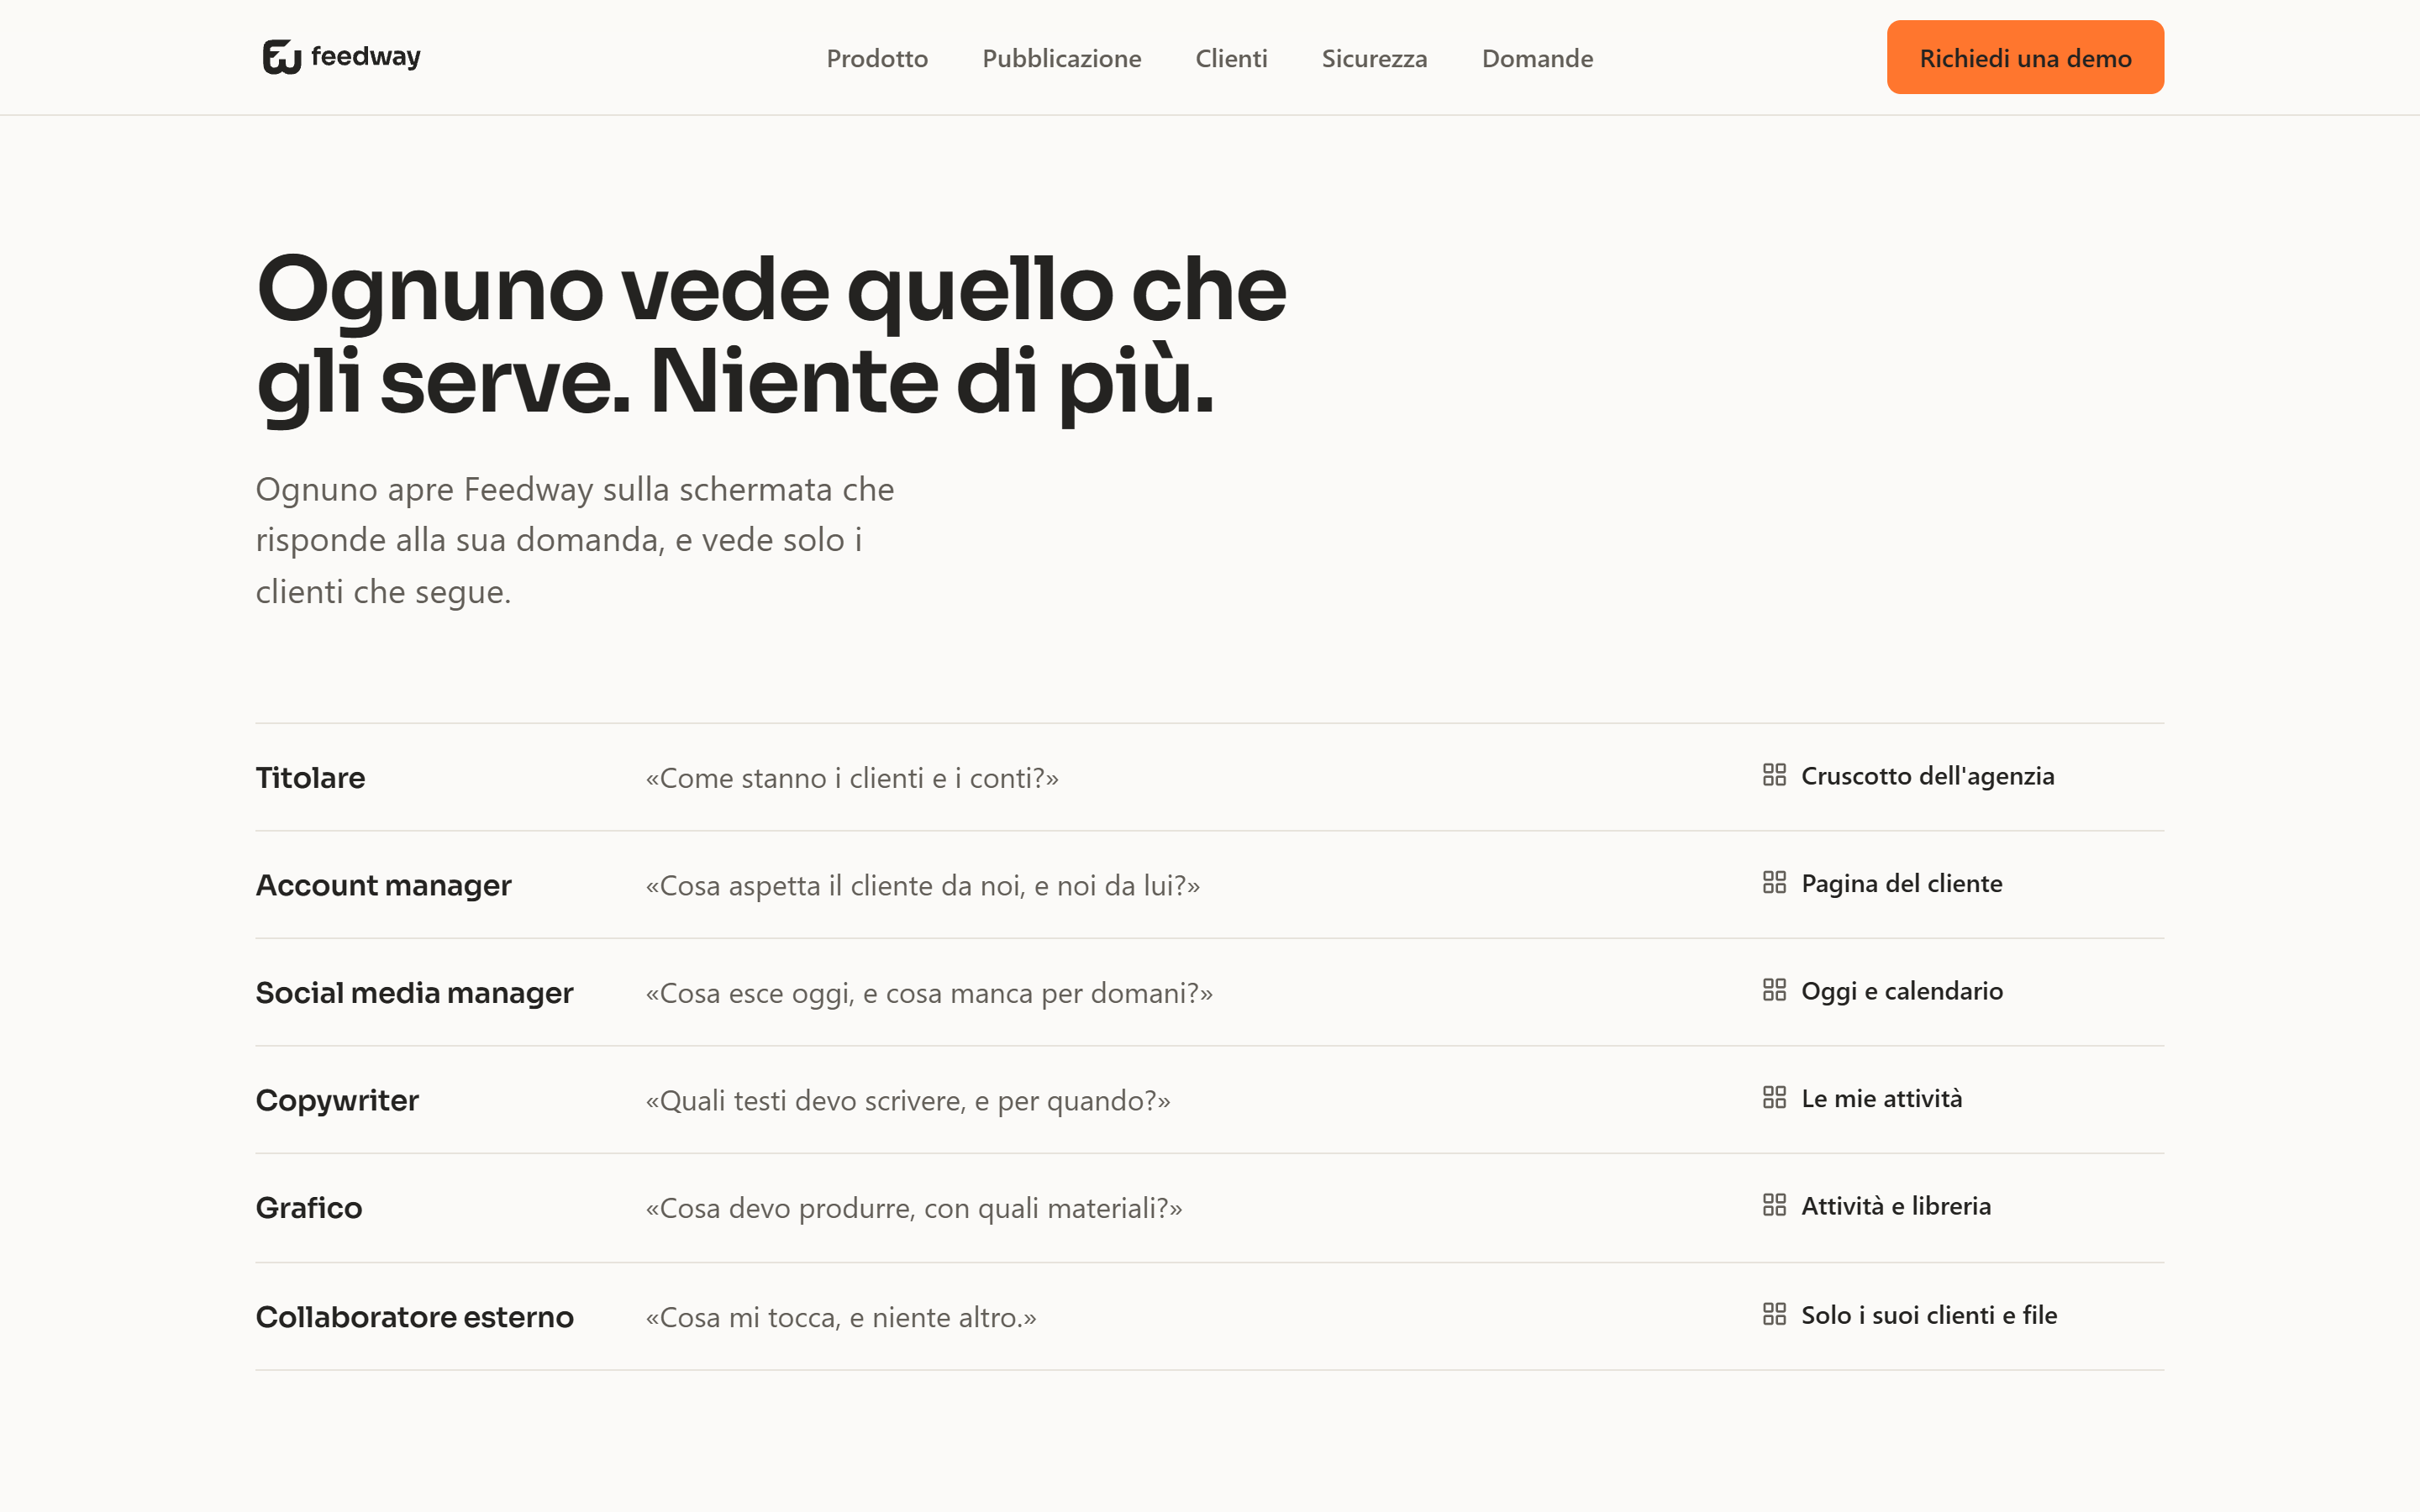 feedway
Prodotto
Pubblicazione
Clienti
Sicurezza
Domande
Richiedi una demo
Ognuno vede quello che
gli serve. Niente di più.
Ognuno apre Feedway sulla schermata che
risponde alla sua domanda, e vede solo i
clienti che segue.
Titolare
«Come stanno i clienti e i conti?»
Cruscotto dell'agenzia
Account manager
«Cosa aspetta il cliente da noi, e noi da lui?»
Pagina del cliente
Social media manager
«Cosa esce oggi, e cosa manca per domani?»
Oggi e calendario
Copywriter
«Quali testi devo scrivere, e per quando?»
Le mie attività
Grafico
«Cosa devo produrre, con quali materiali?»
Attività e libreria
Collaboratore esterno
«Cosa mi tocca, e niente altro.»
Solo i suoi clienti e file